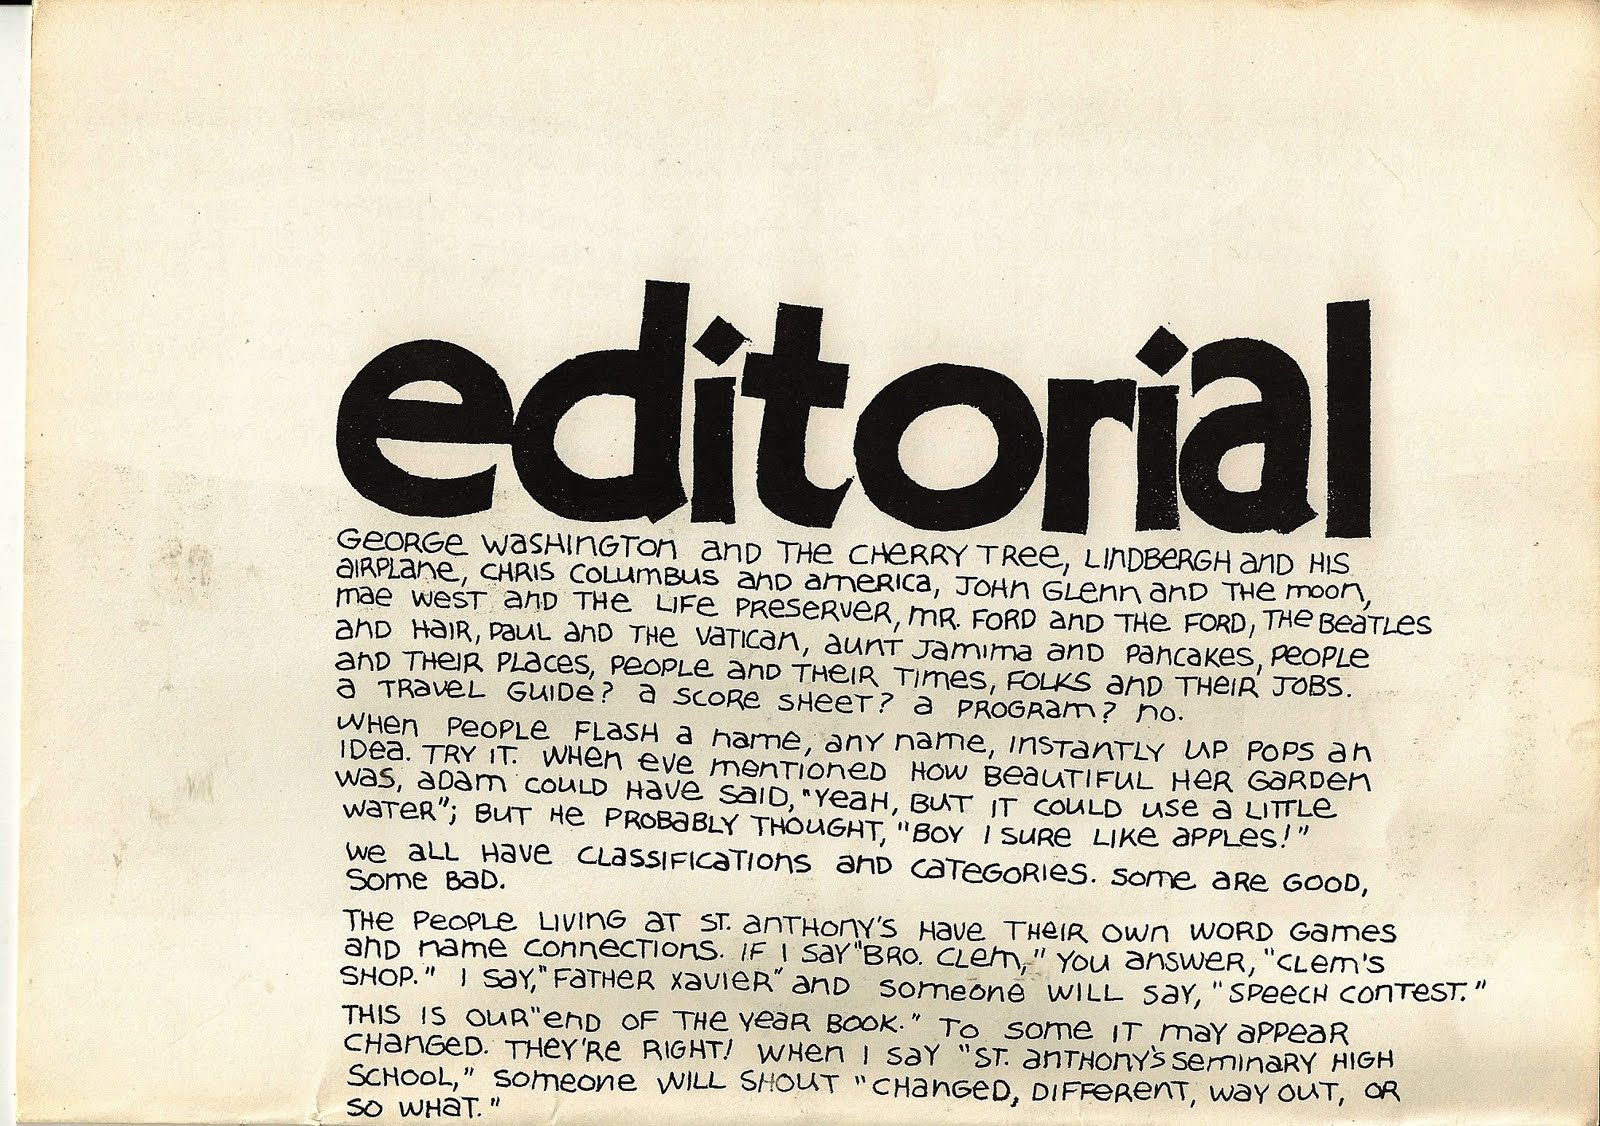 editorial
GEORGE WASHINGTON and THE CHERRY TREE, LINDBERGH and HIS
AIRPLANE, CHRIS COLUMBUS and AMERICA, JOHN GLENN and THE MOON,
MAE WEST and THE LIFE PRESERVER, MR. FORD and THE FORD, THE BEATLES
and HAIR, PAUL and THE VATICAN, AUNT JAMIMA and PANCAKES, PEOPLE
and THEIR PLACES, PEOPLE and THEIR TIMES, FOLKS and THEIR JOBS.
a TRAVEL GUIDE? a SCORE SHEET? a PROGRAM? NO.
WHEN PEOPLE FLASH a NAME, ANY NAME, INSTANTLY UP POPS AN
IDEA. TRY IT. WHEN EVE MENTIONED HOW BEAUTIFUL HER GARDEN
WAS, ADAM COULD HAVE SAID, "YEAH, BUT IT COULD USE A LITTLE
WATER"; BUT HE PROBABLY THOUGHT, "BOY I SURE LIKE APPLES!"
WE ALL HAVE CLASSIFICATIONS AND CATEGORIES. SOME ARE GOOD,
SOME BAD.
THE PEOPLE LIVING AT ST. ANTHONY'S HAVE THEIR OWN WORD GAMES
AND NAME CONNECTIONS. IF I SAY "BRO. CLEM," YOU ANSWER, "CLEM'S
SHOP." I SAY, "FATHER XAVIER" AND SOMEONE WILL SAY, "SPEECH CONTEST."
THIS IS OUR "END OF THE YEAR BOOK." TO SOME IT MAY APPEAR
CHANGED. THEY'RE RIGHT! WHEN I SAY "ST. ANTHONY'S SEMINARY HIGH
SCHOOL," SOMEONE WILL SHOUT "CHANGED, DIFFERENT, WAY OUT, OR
SO WHAT."